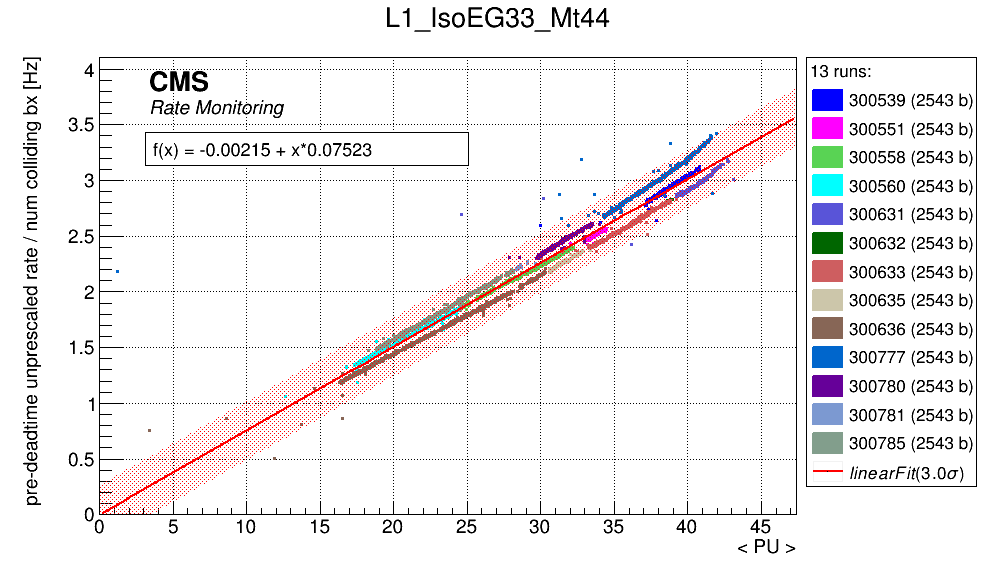 L1_IsoEG33_Mt44
pre-deadtime unprescaled rate / num colliding bx [Hz]
CMS
Rate Monitoring
f(x) = -0.00215 + x*0.07523
4
3.5
3
2.5
2
1.5
1
0.5
0
0 5 10 15 20 25 30 35 40 45
< PU >
13 runs:
300539 (2543 b)
300551 (2543 b)
300558 (2543 b)
300560 (2543 b)
300631 (2543 b)
300632 (2543 b)
300633 (2543 b)
300635 (2543 b)
300636 (2543 b)
300777 (2543 b)
300780 (2543 b)
300781 (2543 b)
300785 (2543 b)
linearFit(3.0σ)